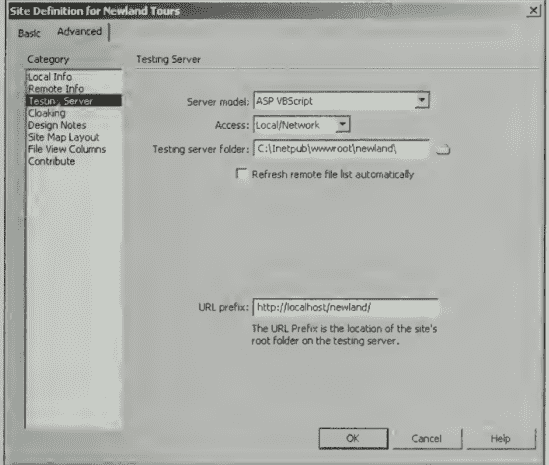 Site Definition for Newland Tours
Basic
Advanced
Category
Testing Server
Local Info
Remote Info
Testin, Server
Cloaking
Design Notes
Site Map Layout
File View Columns
Contribute
Server model: ASP VBScript
Access: Local/Network
Testing server folder: C:\Inetpub\wwwroot\newland\
Refresh remote file list automatically
URL prefix: http://localhost/newland/
The URL Prefix is the location of the site's
root folder on the testing server.
OK
Cancel
Help